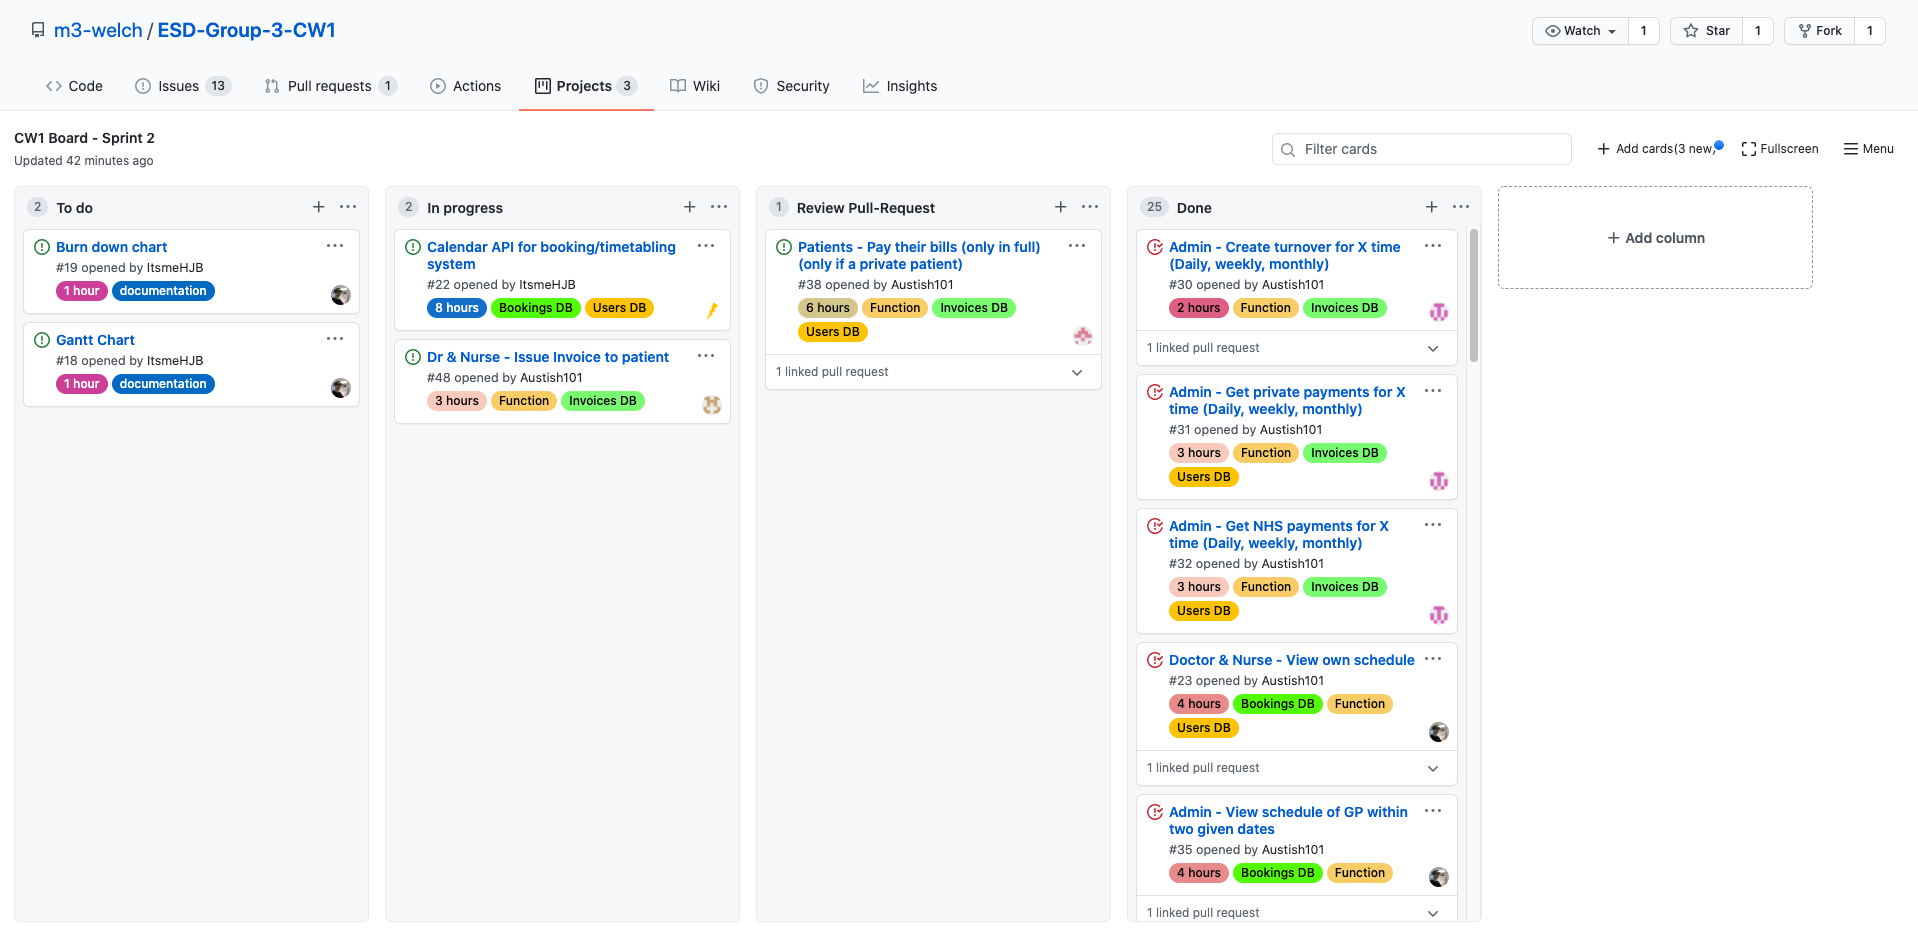 m3-welch / ESD-Group-3-CW1
Watch 1 Star 1 Fork 1
Code Issues 13 Pull requests 1 Actions Projects 3 Wiki Security Insights
CW1 Board - Sprint 2
Updated 42 minutes ago
Filter cards
Add cards(3 new) Fullscreen Menu
2 To do
Burn down chart
#19 opened by ItsmeHJB
1 hour documentation
Gantt Chart
#18 opened by ItsmeHJB
1 hour documentation
2 In progress
Calendar API for booking/timetabling
system
#22 opened by ItsmeHJB
8 hours Bookings DB Users DB
Dr & Nurse - Issue Invoice to patient
#48 opened by Austish101
3 hours Function Invoices DB
1 Review Pull-Request
Patients - Pay their bills (only in full)
(only if a private patient)
#38 opened by Austish101
6 hours Function Invoices DB
Users DB
1 linked pull request
25 Done
Admin - Create turnover for X time
(Daily, weekly, monthly)
#30 opened by Austish101
2 hours Function Invoices DB
1 linked pull request
Admin - Get private payments for X
time (Daily, weekly, monthly)
#31 opened by Austish101
3 hours Function Invoices DB
Users DB
Admin - Get NHS payments for X
time (Daily, weekly, monthly)
#32 opened by Austish101
3 hours Function Invoices DB
Users DB
Doctor & Nurse - View own schedule
#23 opened by Austish101
4 hours Bookings DB Function
Users DB
1 linked pull request
Admin - View schedule of GP within
two given dates
#35 opened by Austish101
4 hours Bookings DB Function
1 linked pull request
Add column